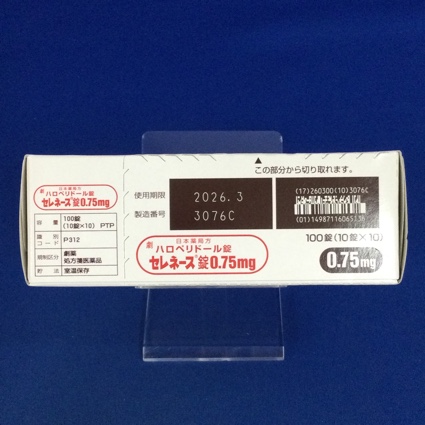 劇
日本薬局方
ハロペリドール錠
セレネース®錠0.75mg
容量 100錠(10錠×10) PTP
識別コード P312
規制区分 劇薬 処方箋医薬品
貯法 室温保存
使用期限 2026.3
製造番号 3076C
劇
日本薬局方
ハロペリドール錠
セレネース®錠0.75mg
▲
この部分から切り取れます。
(17)260300(10)3076C
(01)14987116065336
100錠(10錠×10)
0.75mg